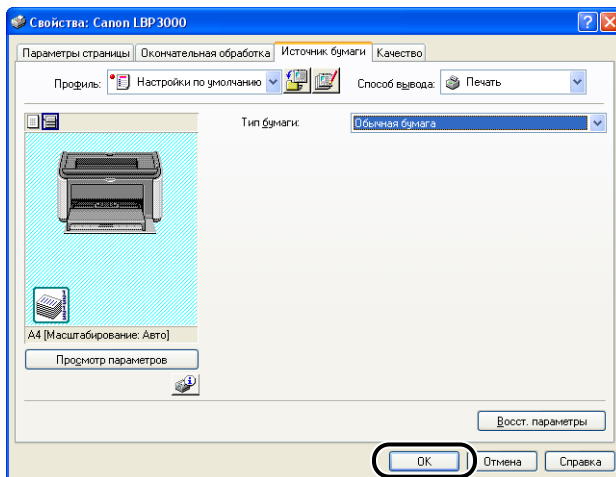 Свойства: Canon LBP3000
Параметры страницы Окончательная обработка Источник бумаги Качество
Профиль: Настройки по умолчанию Способ вывода: Печать
Тип бумаги: Обычная бумага
A4 [Масштабирование: Авто]
Просмотр параметров
Восст. параметры
OK Отмена Справка